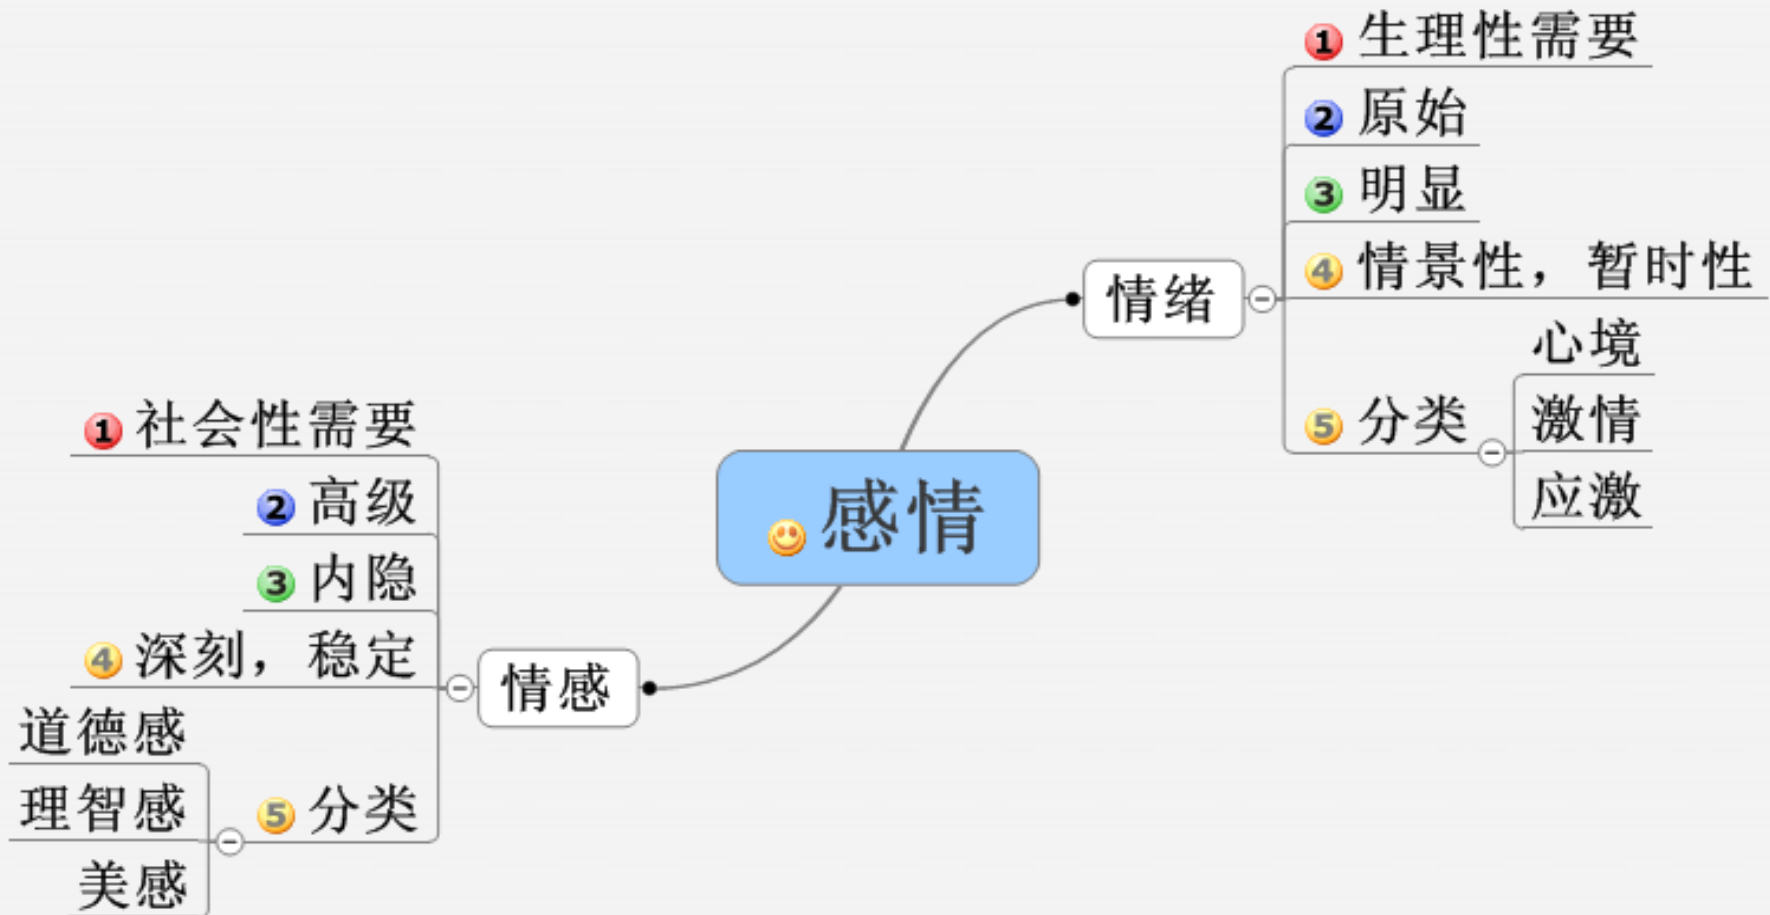 感情
情绪
1 生理性需要
2 原始
3 明显
4 情景性，暂时性
5 分类
心境
激情
应激
情感
1 社会性需要
2 高级
3 内隐
4 深刻，稳定
5 分类
道德感
理智感
美感